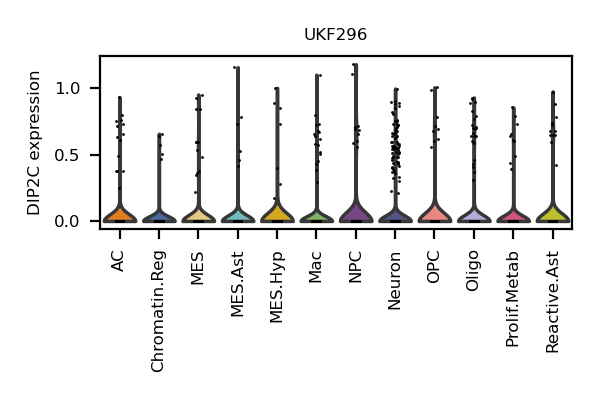 UKF296
DIP2C expression
1.0
0.5
0.0
AC
Chromatin.Reg
MES
MES.Ast
MES.Hyp
Mac
NPC
Neuron
OPC
Oligo
Prolif.Metab
Reactive.Ast